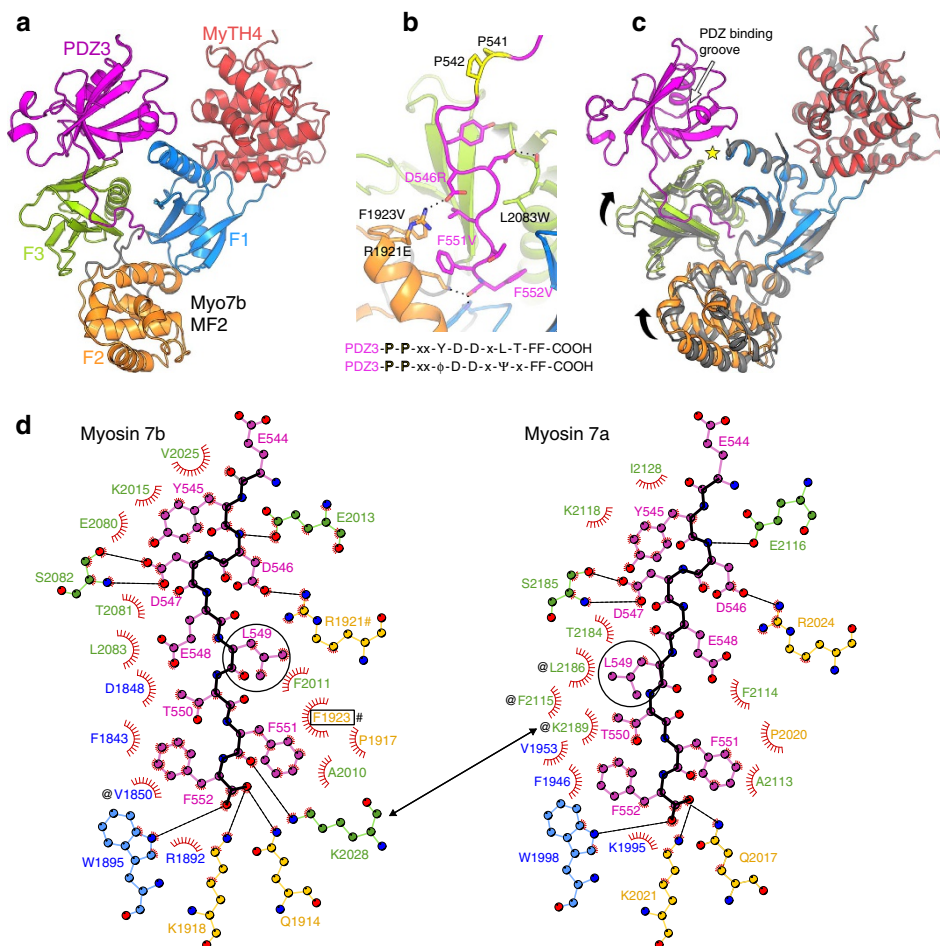 a
PDZ3
MyTH4
F3
F1
Myo7b
MF2
F2
b
P541
P542
D546R
F1923V
L2083W
F551V
R1921E
F552V
PDZ3-P-P-xx-Y-D-D-x-L-T-FF-COOH
PDZ3-P-P-xx-ϕ-D-D-x-Ψ-x-FF-COOH
c
PDZ binding
groove
d
Myosin 7b
E544
V2025
K2015
Y545
E2080
E2013
S2082
D546
D547
T2081
R1921#
L549
L2083
E548
F2011
D1848
T550
F1923 #
F551
P1917
F1843
A2010
@V1850
F552
K2028
W1895
R1892
K1918
Q1914
Myosin 7a
E544
I2128
K2118
Y545
E2116
S2185
D547
D546
T2184
R2024
E548
L549
@L2186
@F2115
F2114
@K2189
T550
F551
P2020
V1953
F1946
A2113
F552
W1998
K1995
Q2017
K2021